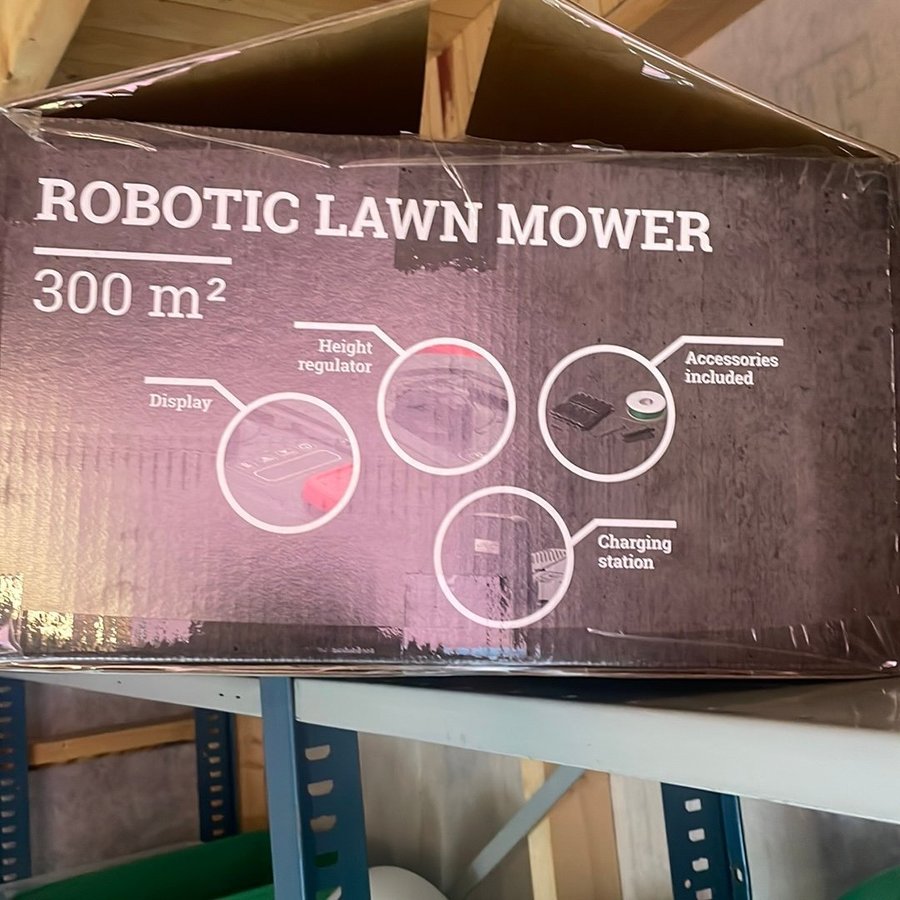 ROBOTIC LAWN MOWER
300 m²
Height
regulator
Accessories
included
Display
Charging
station